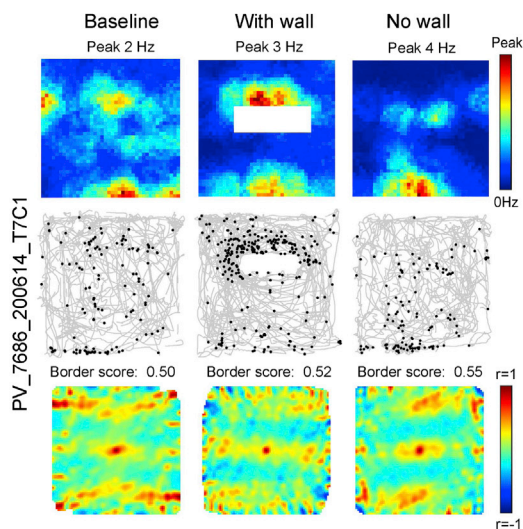 Baseline With wall No wall
Peak 2 Hz Peak 3 Hz Peak 4 Hz
Peak
0Hz
PV_7686_200614_T7C1
Border score: 0.50 Border score: 0.52 Border score: 0.55
r=1
r=-1